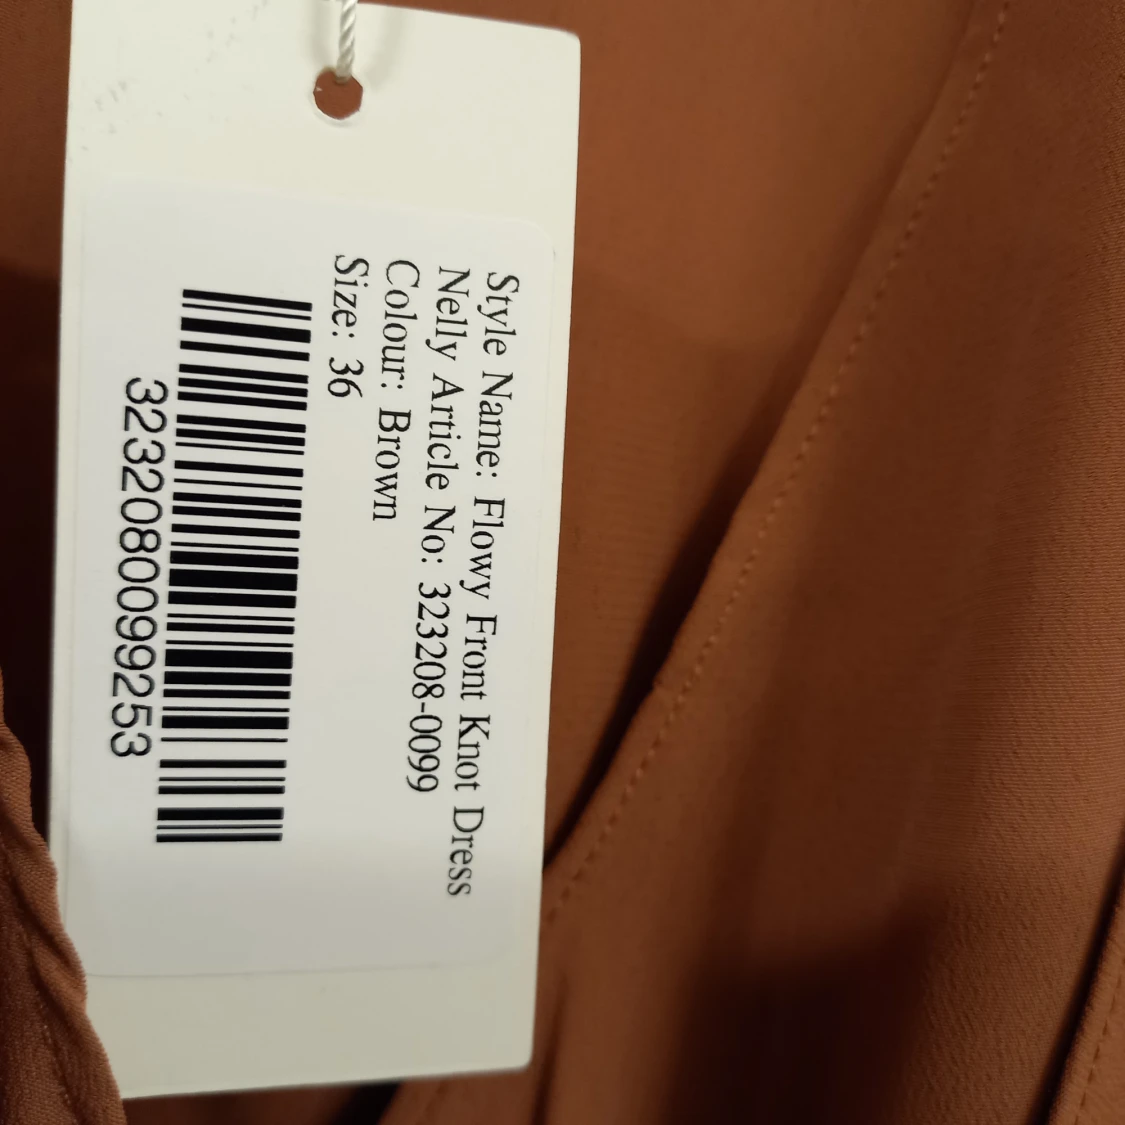 Style Name: Flowy Front Knot Dress
Nelly Article No: 323208-0099
Colour: Brown
Size: 36
3232080099253